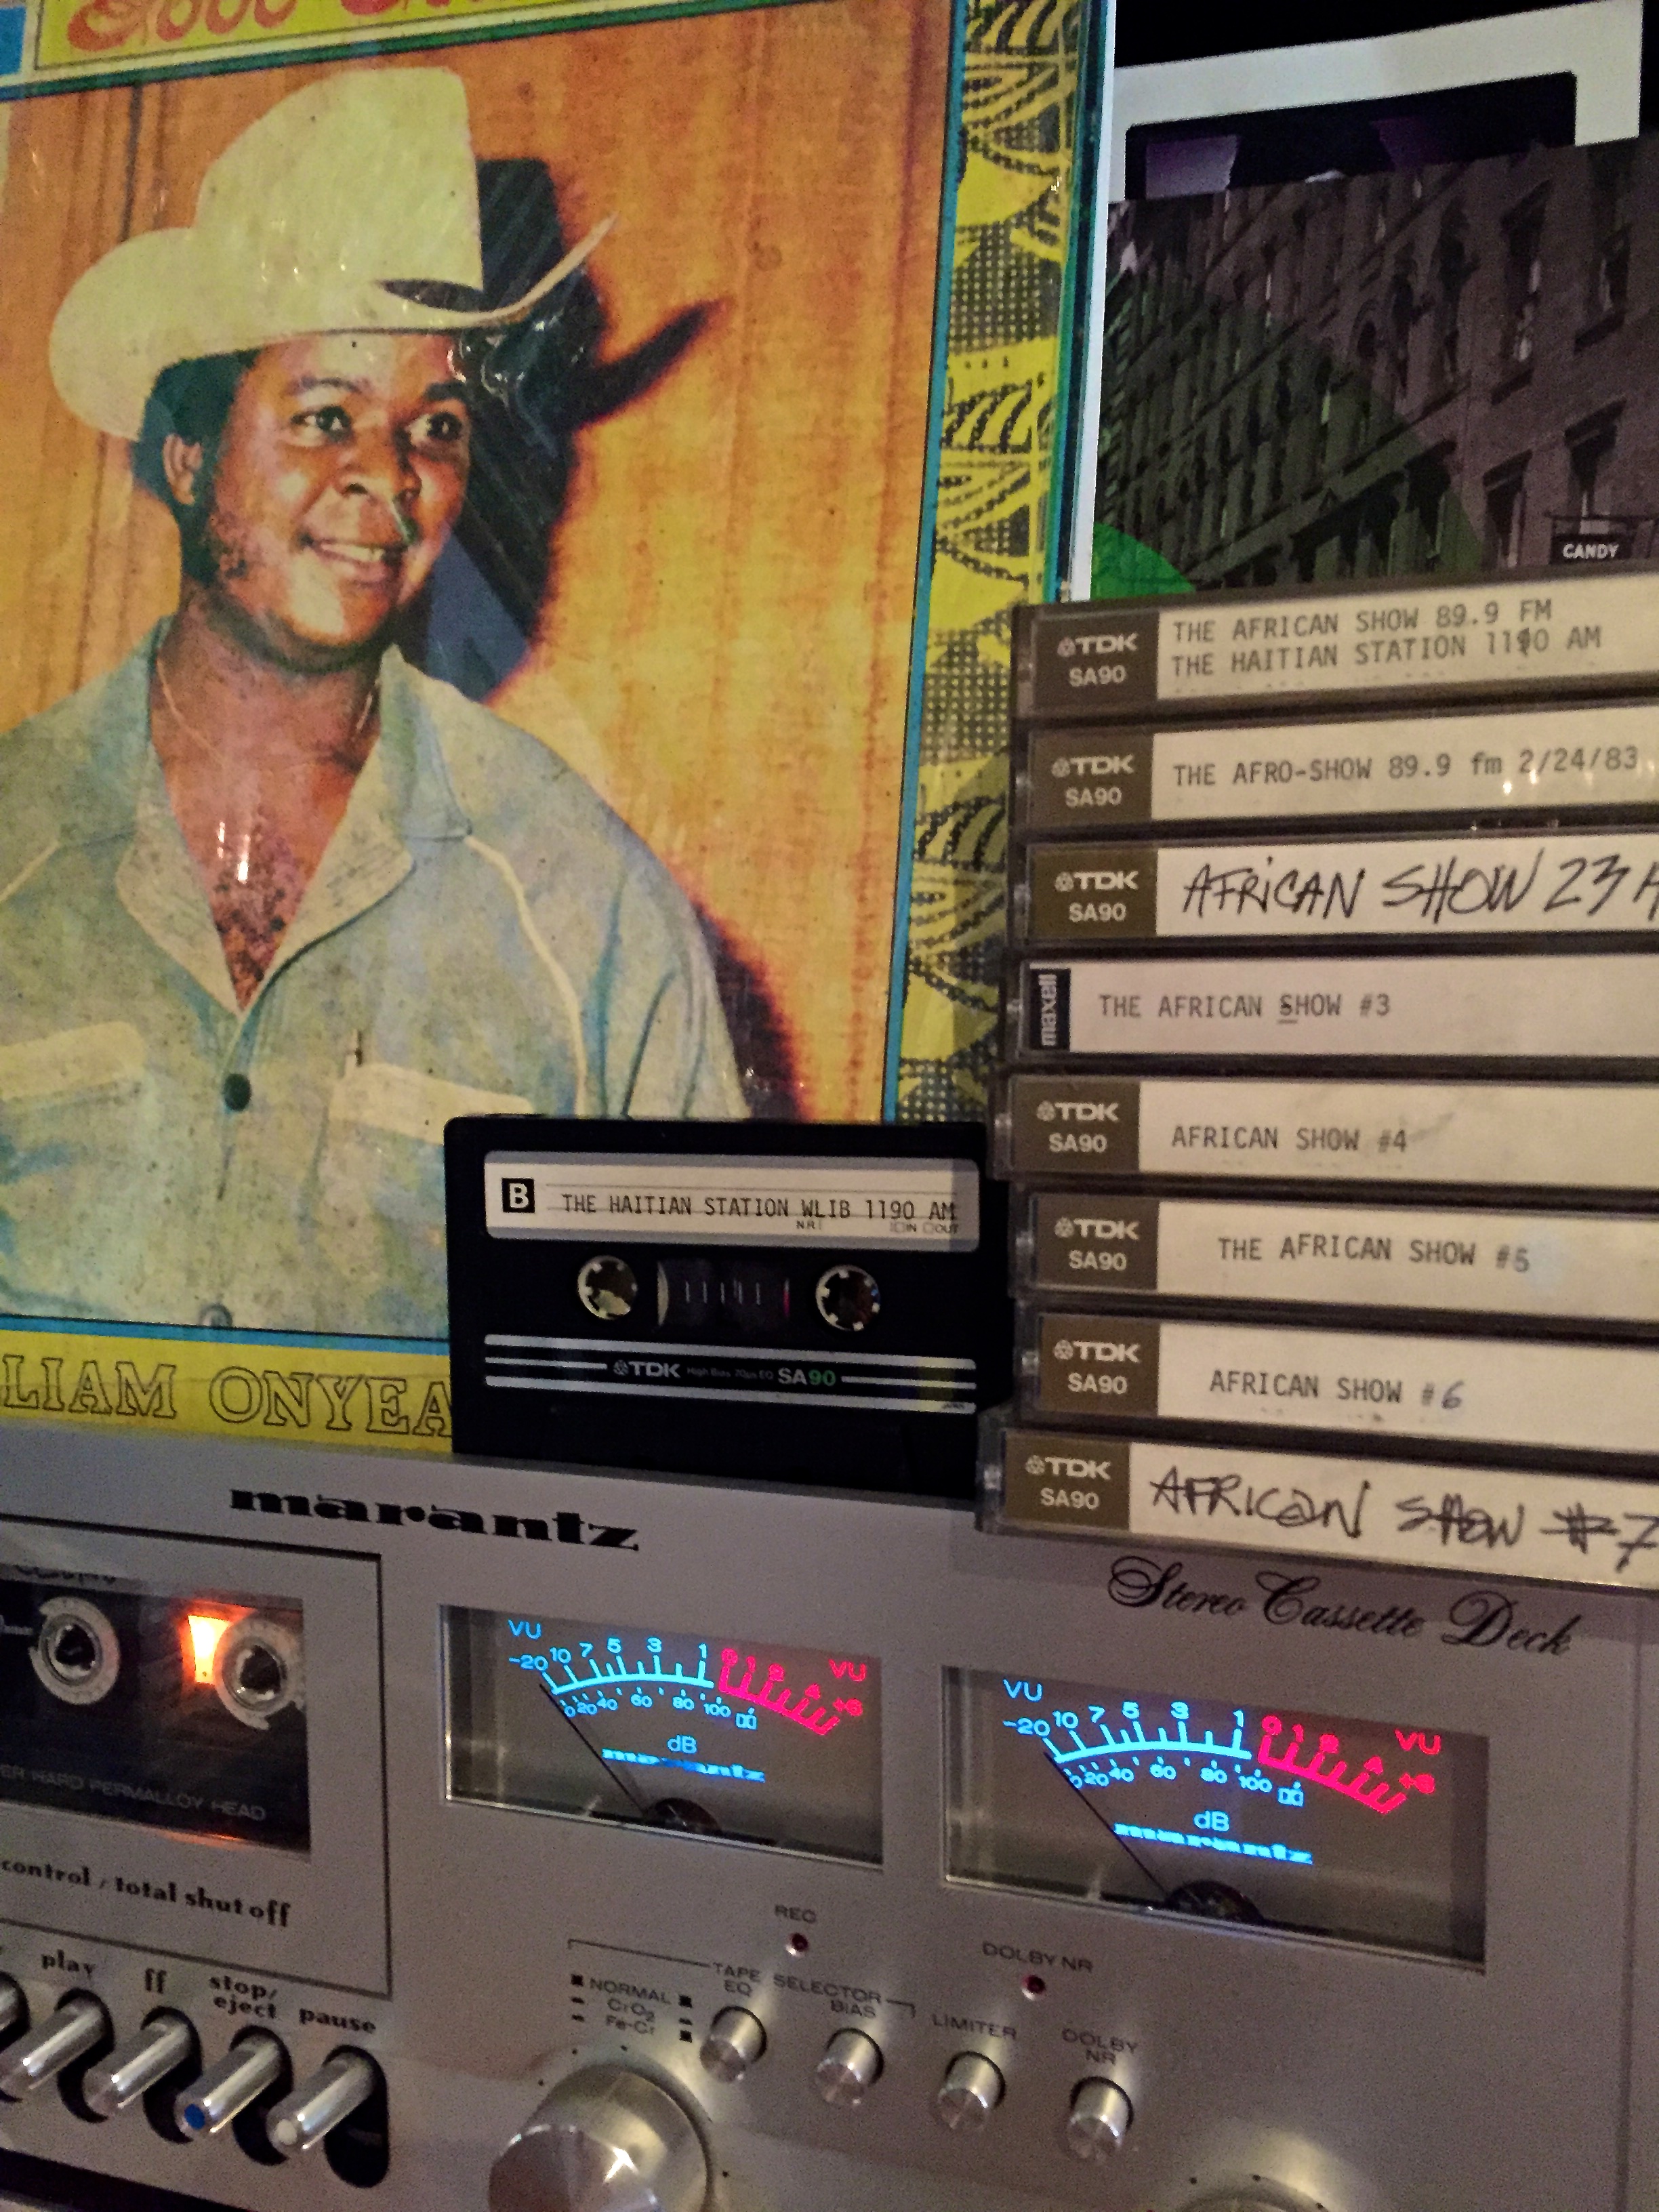 CANDY
TDK
SA90
THE AFRICAN SHOW 89.9 FM
THE HAITIAN STATION 1190 AM
TDK
SA90
THE AFRO-SHOW 89.9 fm 2/24/83
TDK
SA90
AFRICAN SHOW 23
maxell
THE AFRICAN SHOW #3
TDK
SA90
AFRICAN SHOW #4
TDK
SA90
THE AFRICAN SHOW #5
TDK
SA90
AFRICAN SHOW #6
TDK
SA90
AFRICAN SHOW #7
B THE HAITIAN STATION WLIB 1190 AM
NR IN OUT
TDK High Bias 70µs EQ SA90
LIAM ONYEA
marantz
Stereo Cassette Deck
VU
-20 10 7 5 3 1 0 1 2 3 VU
0 20 40 60 80 100
dB
marantz
VU
-20 10 7 5 3 1 0 1 2 3 VU
0 20 40 60 80 100
dB
marantz
HARD PERMALLOY HEAD
control / total shut off
play
ff
stop/
eject
pause
REC
DOLBY NR
TAPE SELECTOR
EQ BIAS
NORMAL
CrO2
Fe-Cr
LIMITER
DOLBY
NR